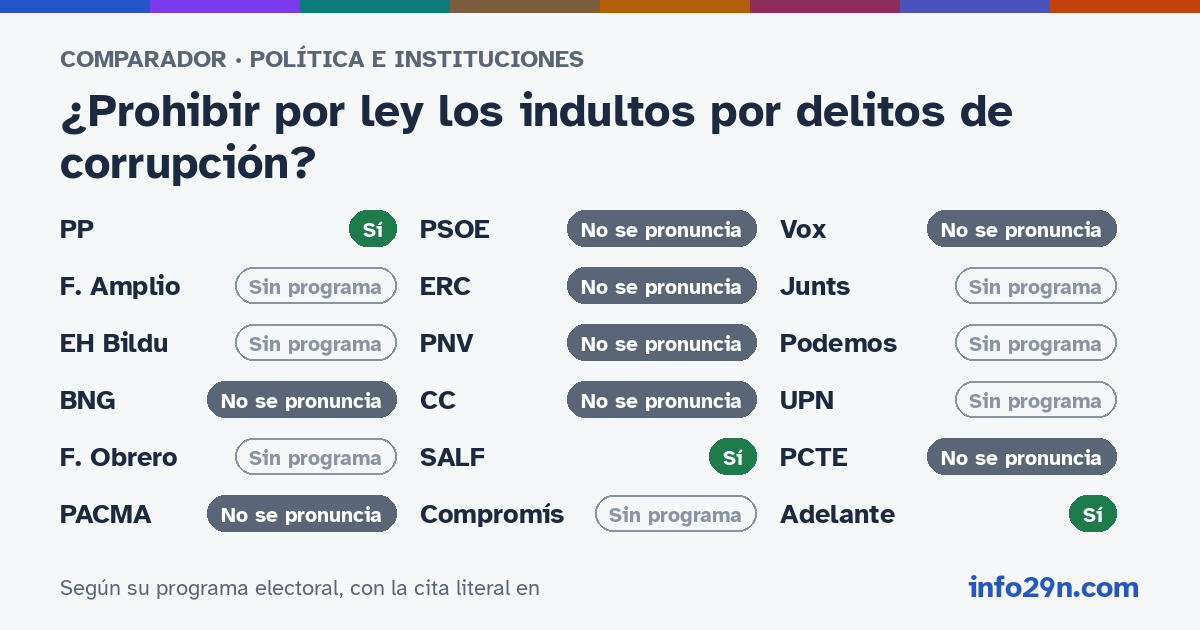 COMPARADOR · POLÍTICA E INSTITUCIONES
¿Prohibir por ley los indultos por delitos de
corrupción?
PP Sí PSOE No se pronuncia Vox No se pronuncia
F. Amplio Sin programa ERC No se pronuncia Junts Sin programa
EH Bildu Sin programa PNV No se pronuncia Podemos Sin programa
BNG No se pronuncia CC No se pronuncia UPN Sin programa
F. Obrero Sin programa SALF Sí PCTE No se pronuncia
PACMA No se pronuncia Compromís Sin programa Adelante Sí
Según su programa electoral, con la cita literal en info29n.com